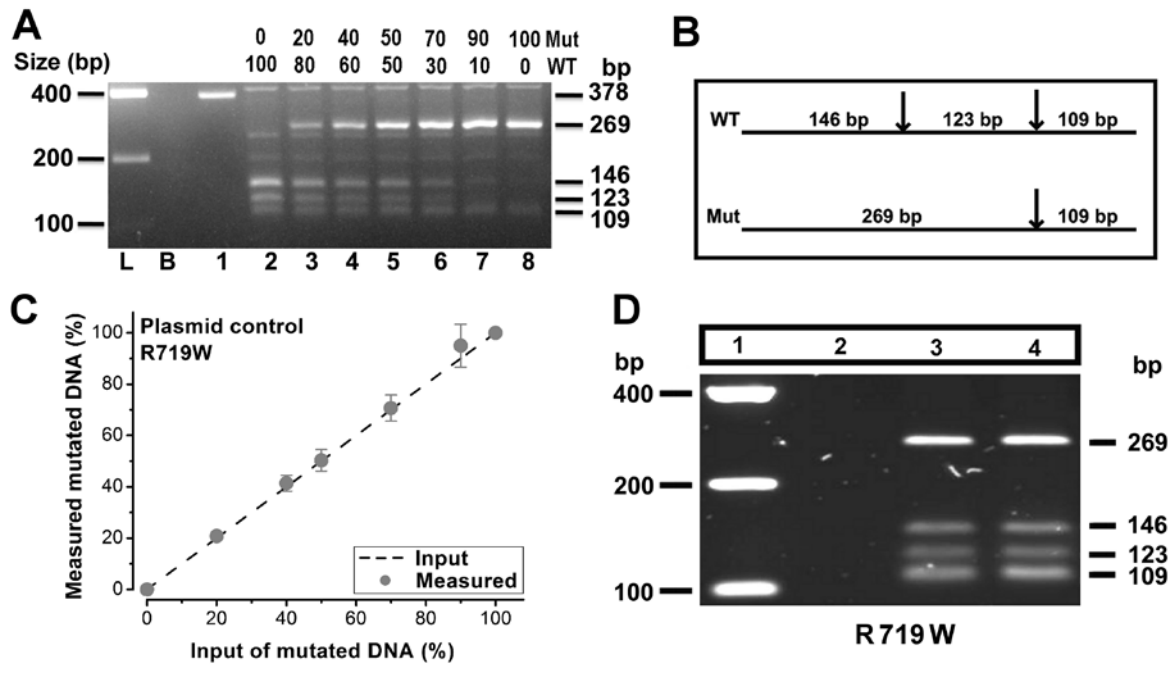 A
0 20 40 50 70 90 100 Mut
Size (bp) 100 80 60 50 30 10 0 WT bp
400 378
269
200
146
123
109
100
L B 1 2 3 4 5 6 7 8
B
WT 146 bp 123 bp 109 bp
Mut 269 bp 109 bp
C
Plasmid control
R719W
Measured mutated DNA (%)
100
80
60
40
20
0
0 20 40 60 80 100
Input of mutated DNA (%)
Input
Measured
D
1 2 3 4
bp bp
400
269
200
146
123
109
100
R719W